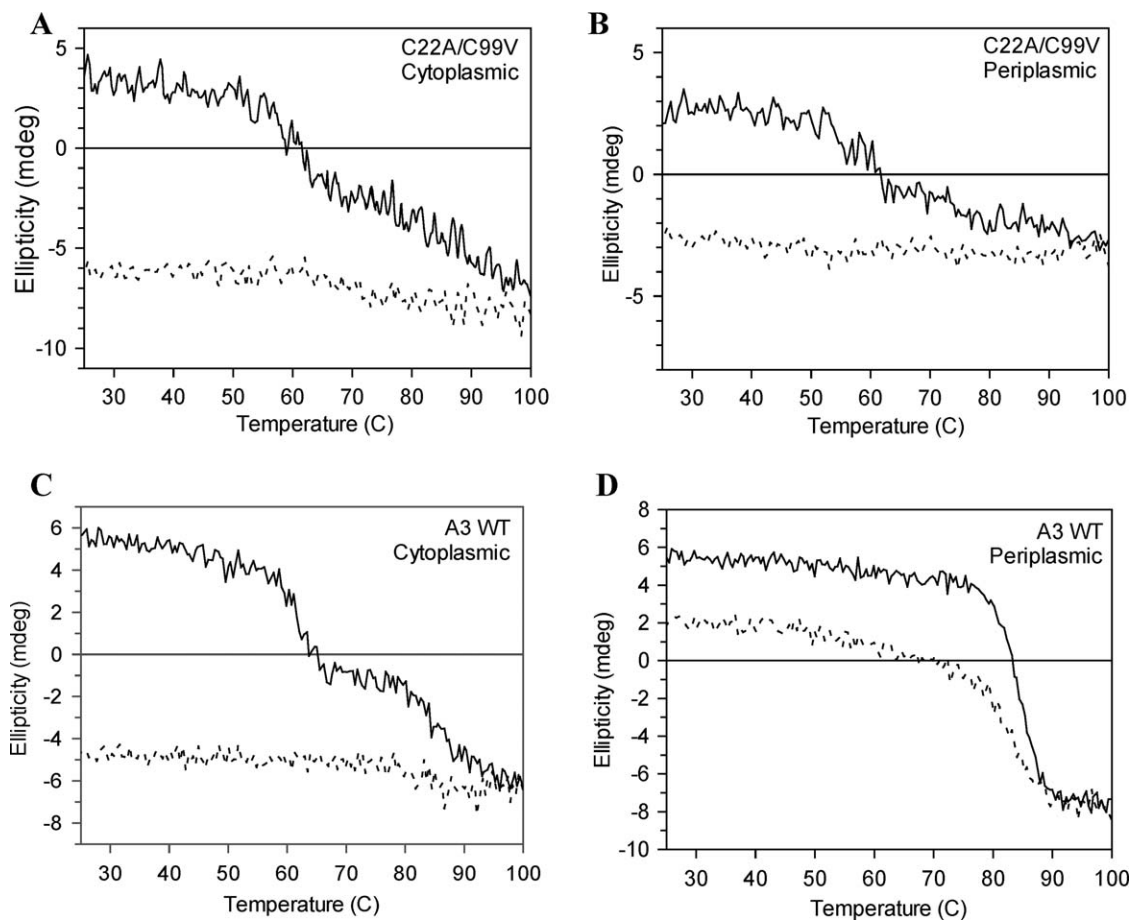 A
C22A/C99V
Cytoplasmic
Ellipticity (mdeg)
5
0
-5
-10
30 40 50 60 70 80 90 100
Temperature (C)
B
C22A/C99V
Periplasmic
Ellipticity (mdeg)
5
0
-5
30 40 50 60 70 80 90 100
Temperature (C)
C
A3 WT
Cytoplasmic
Ellipticity (mdeg)
6
4
2
0
-2
-4
-6
-8
30 40 50 60 70 80 90 100
Temperature (C)
D
A3 WT
Periplasmic
Ellipticity (mdeg)
8
6
4
2
0
-2
-4
-6
-8
-10
30 40 50 60 70 80 90 100
Temperature (C)